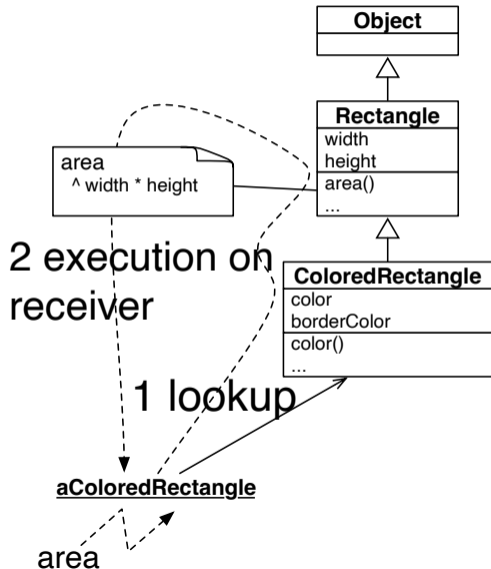 Object
Rectangle
width
height
area()
...
area
^ width * height
2 execution on
receiver
ColoredRectangle
color
borderColor
color()
...
1 lookup
aColoredRectangle
area